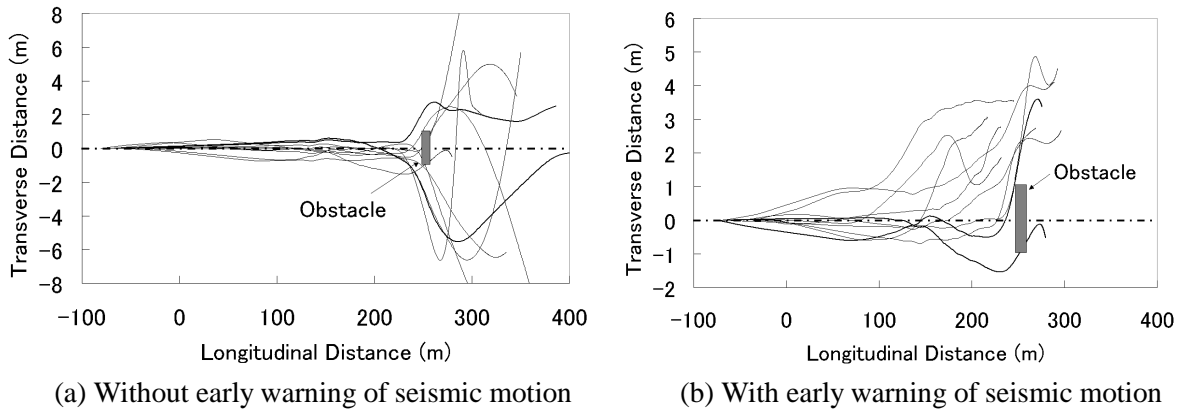 8
6
4
2
0
-2
-4
-6
-8
Transverse Distance (m)
Obstacle
-100 0 100 200 300 400
Longitudinal Distance (m)
(a) Without early warning of seismic motion
6
5
4
3
2
1
0
-1
-2
Transverse Distance (m)
Obstacle
-100 0 100 200 300 400
Longitudinal Distance (m)
(b) With early warning of seismic motion